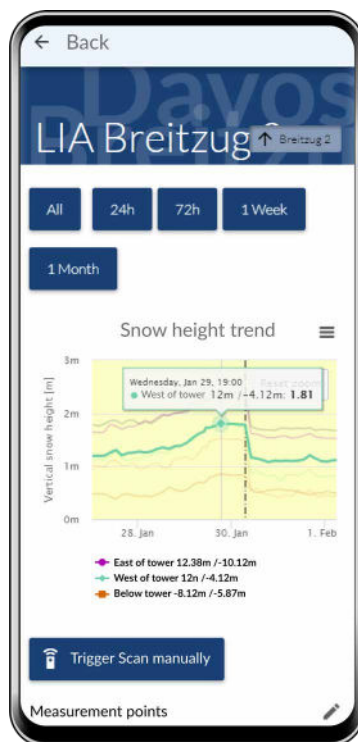 Back
Davos
LIA Breitzug 2
Breitzug 2
All
24h
72h
1 Week
1 Month
Snow height trend
Vertical snow height [m]
3m
2m
1m
0m
Wednesday, Jan 29, 19:00
West of tower 12m /-4.12m: 1.81
Reset zoom
28. Jan
30. Jan
1. Feb
East of tower 12.38m /-10.12m
West of tower 12n /-4.12m
Below tower -8.12m /-5.87m
Trigger Scan manually
Measurement points